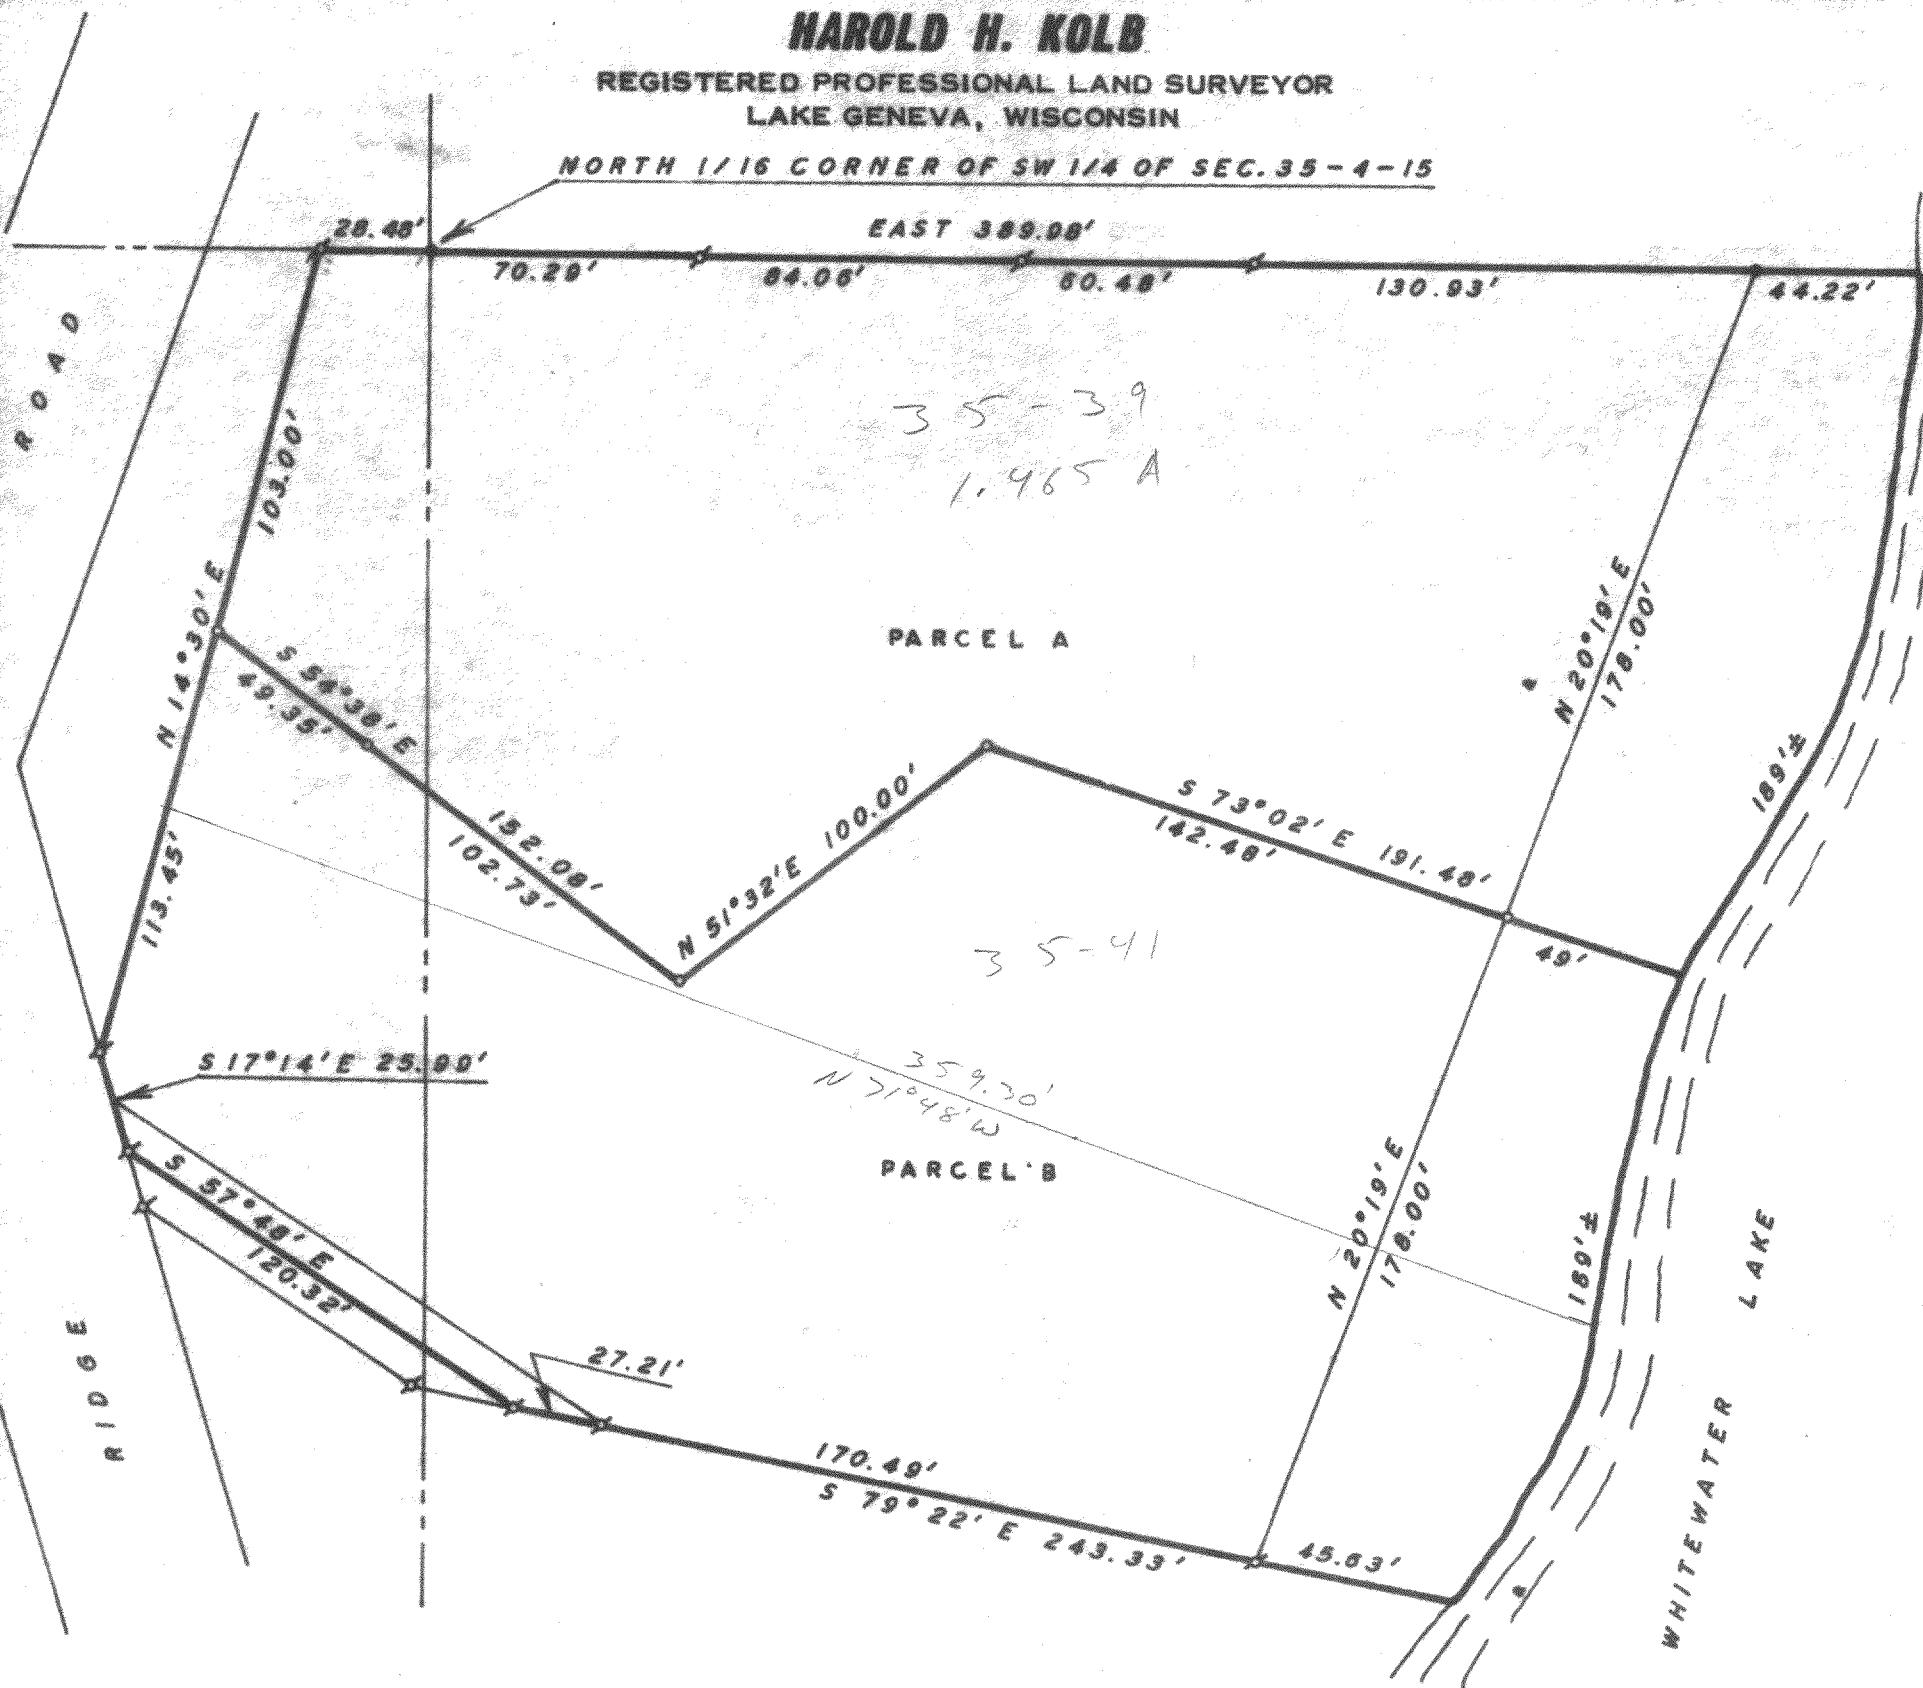 HAROLD H. KOLB
REGISTERED PROFESSIONAL LAND SURVEYOR
LAKE GENEVA, WISCONSIN
NORTH 1/16 CORNER OF SW 1/4 OF SEC. 35-4-15
28.48'
EAST 389.98'
70.29'
84.06'
60.48'
130.93'
44.22'
ROAD
103.00'
35-39
1.465 A
N 14°30' E
PARCEL A
N 20°19' E
178.00'
S 54°38' E
49.35'
152.08'
102.73'
N 51°32' E 100.00'
S 73°02' E 191.48'
142.48'
49'
189'±
113.45'
35-41
S 17°14' E 25.99'
359.30'
N 71°48' W
PARCEL B
N 20°19' E
178.00'
189'±
S 57°48' E
120.32'
27.21'
170.49'
S 79°22' E 243.33'
45.63'
RIDGE
WHITEWATER LAKE